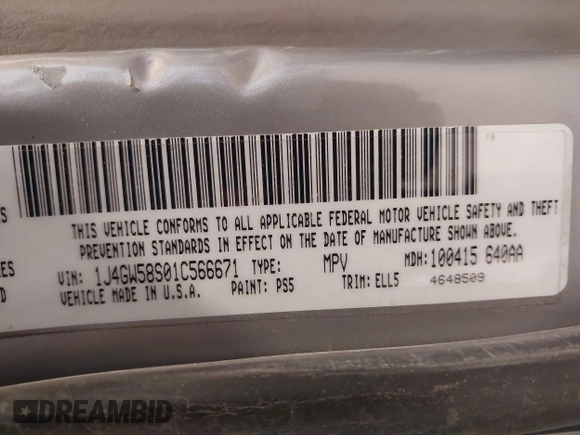 THIS VEHICLE CONFORMS TO ALL APPLICABLE FEDERAL MOTOR VEHICLE SAFETY AND THEFT
PREVENTION STANDARDS IN EFFECT ON THE DATE OF MANUFACTURE SHOWN ABOVE.
VIN: 1J4GW58S01C566671 TYPE: MPV MDH: 100415 640AA
VEHICLE MADE IN U.S.A. PAINT: PS5 TRIM: ELL5 4648509
DREAMBID